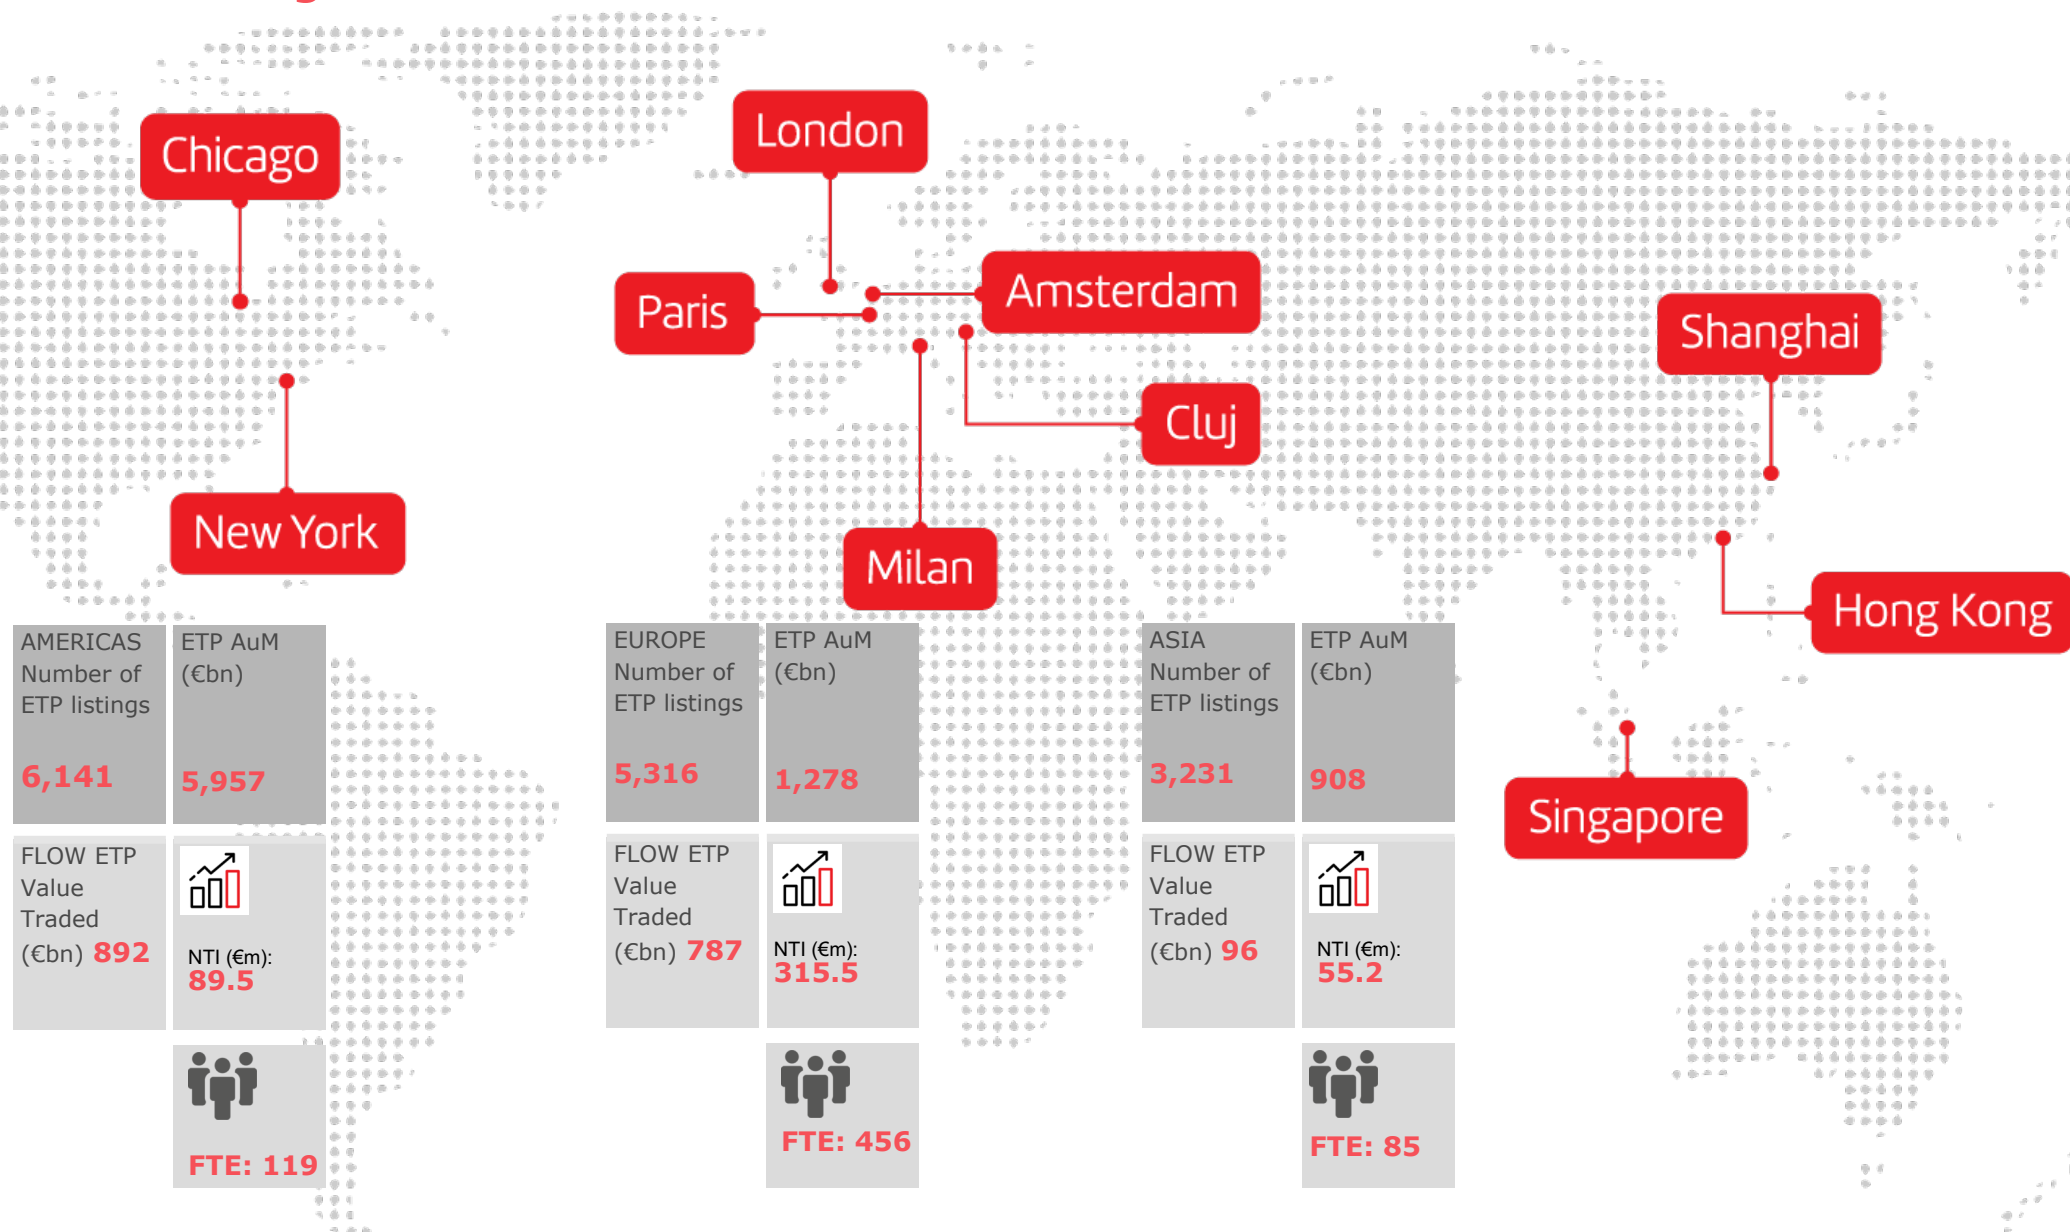 Chicago
London
Paris
Amsterdam
Shanghai
Cluj
New York
Milan
Hong Kong
Singapore
AMERICAS
Number of
ETP listings
6,141
ETP AuM
(€bn)
5,957
FLOW ETP
Value
Traded
(€bn) 892
NTI (€m):
89.5
FTE: 119
EUROPE
Number of
ETP listings
5,316
ETP AuM
(€bn)
1,278
FLOW ETP
Value
Traded
(€bn) 787
NTI (€m):
315.5
FTE: 456
ASIA
Number of
ETP listings
3,231
ETP AuM
(€bn)
908
FLOW ETP
Value
Traded
(€bn) 96
NTI (€m):
55.2
FTE: 85